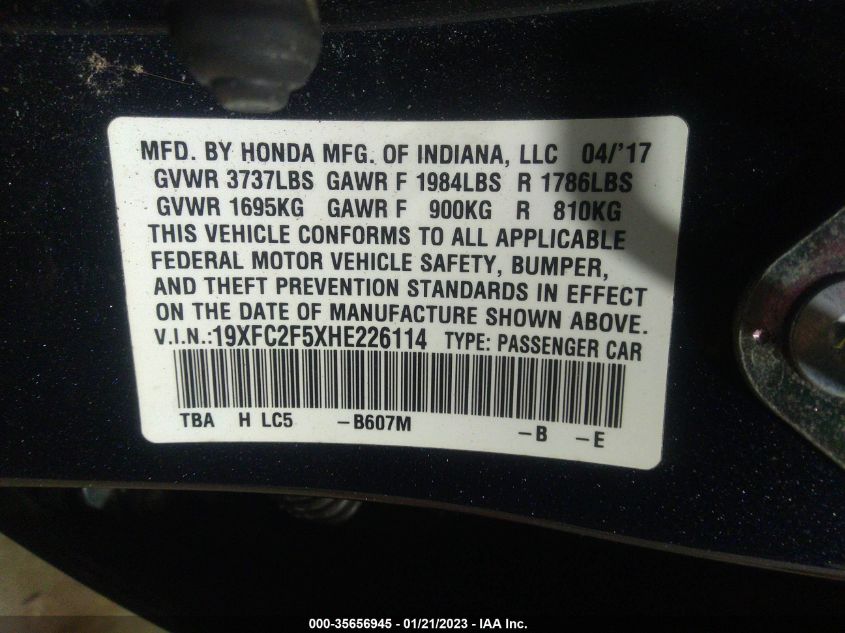 MFD. BY HONDA MFG. OF INDIANA, LLC 04/'17
GVWR 3737LBS GAWR F 1984LBS R 1786LBS
GVWR 1695KG GAWR F 900KG R 810KG
THIS VEHICLE CONFORMS TO ALL APPLICABLE
FEDERAL MOTOR VEHICLE SAFETY, BUMPER,
AND THEFT PREVENTION STANDARDS IN EFFECT
ON THE DATE OF MANUFACTURE SHOWN ABOVE.
V.I.N.:19XFC2F5XHE226114 TYPE: PASSENGER CAR
TBA H LC5 -B607M -B -E
000-35656945 - 01/21/2023 - IAA Inc.